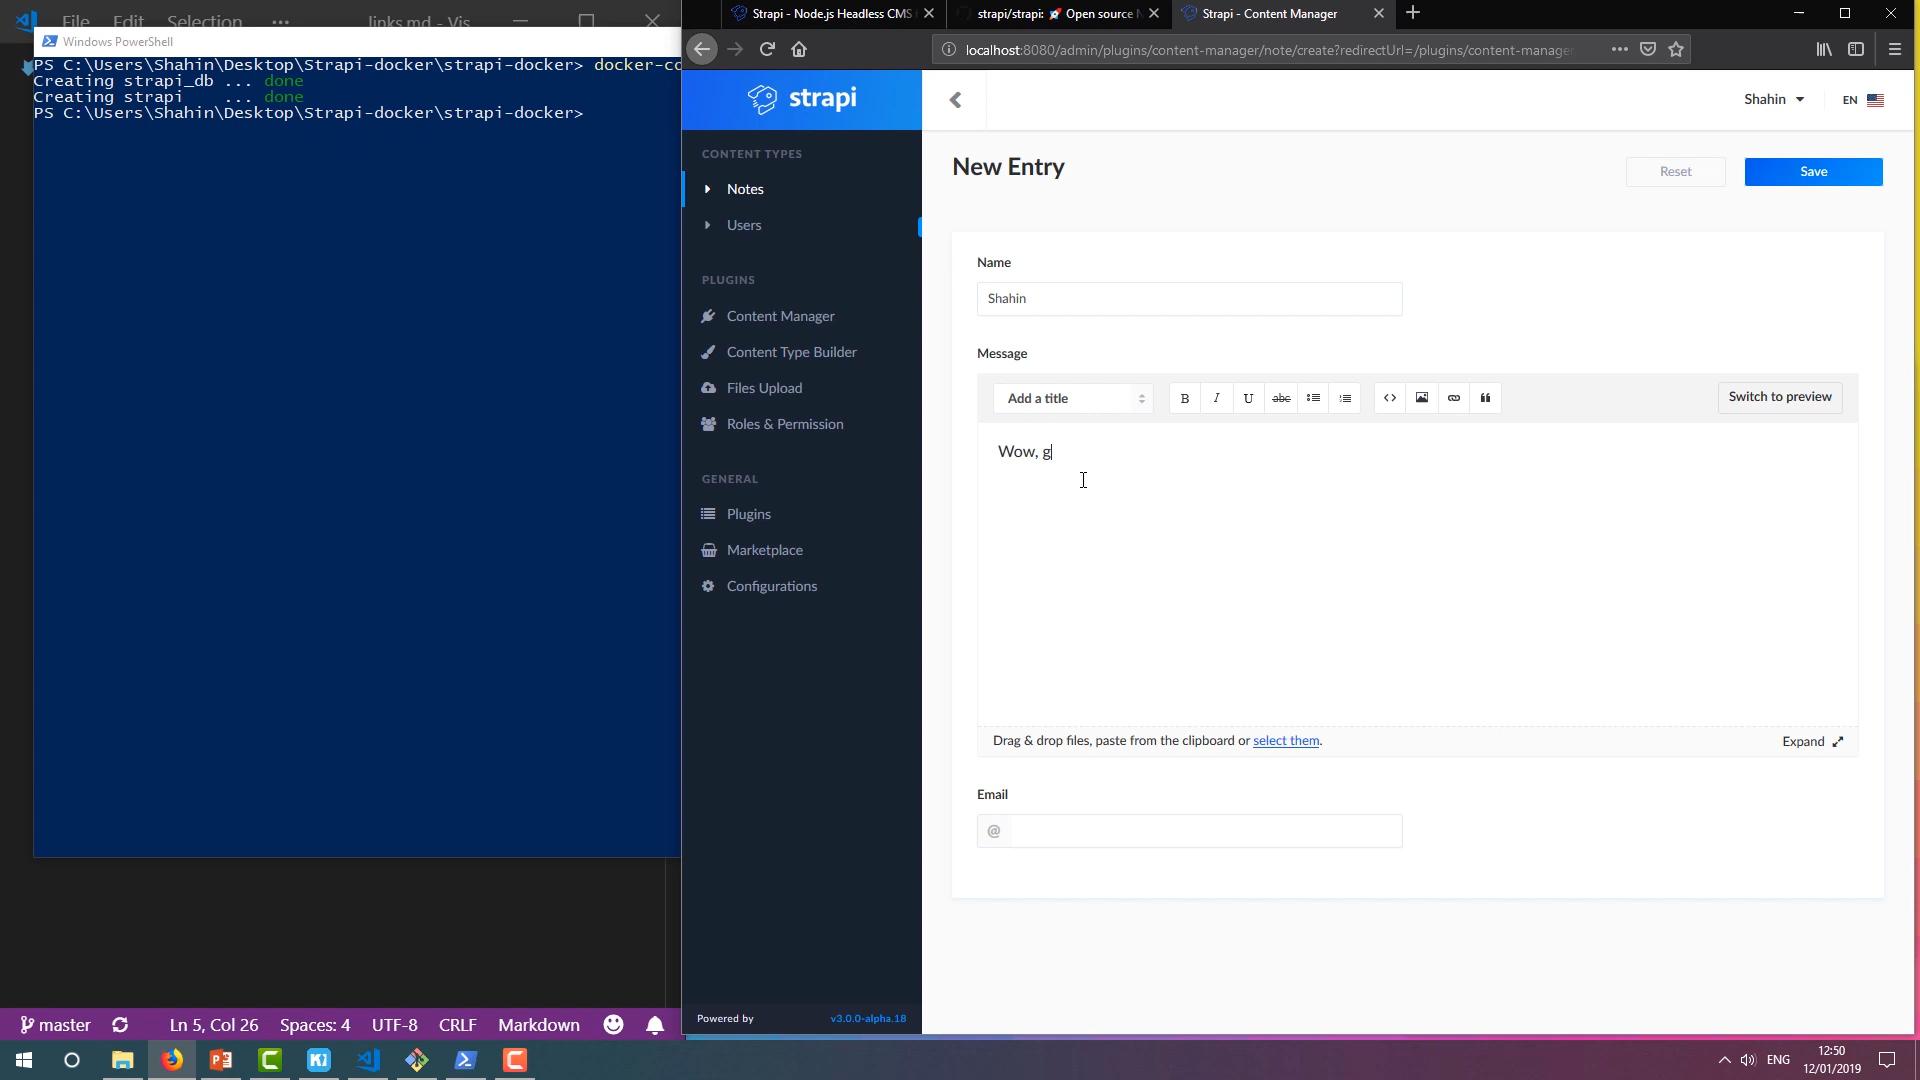 File Edit Selection ... links.md - Vis
Windows PowerShell
PS C:\Users\Shahin\Desktop\Strapi-docker\strapi-docker> docker-co
Creating strapi_db ... done
Creating strapi ... done
PS C:\Users\Shahin\Desktop\Strapi-docker\strapi-docker>
master Ln 5, Col 26 Spaces: 4 UTF-8 CRLF Markdown
Strapi - Node.js Headless CMS
strapi/strapi: 🚀 Open source
Strapi - Content Manager
localhost:8080/admin/plugins/content-manager/note/create?redirectUrl=/plugins/content-manager
strapi
CONTENT TYPES
Notes
Users
PLUGINS
Content Manager
Content Type Builder
Files Upload
Roles & Permission
GENERAL
Plugins
Marketplace
Configurations
Powered by v3.0.0-alpha.18
Shahin
EN
New Entry
Reset
Save
Name
Shahin
Message
Add a title
B I U abc
Switch to preview
Wow, g
Drag & drop files, paste from the clipboard or select them.
Expand
Email
@
ENG
12:50
12/01/2019